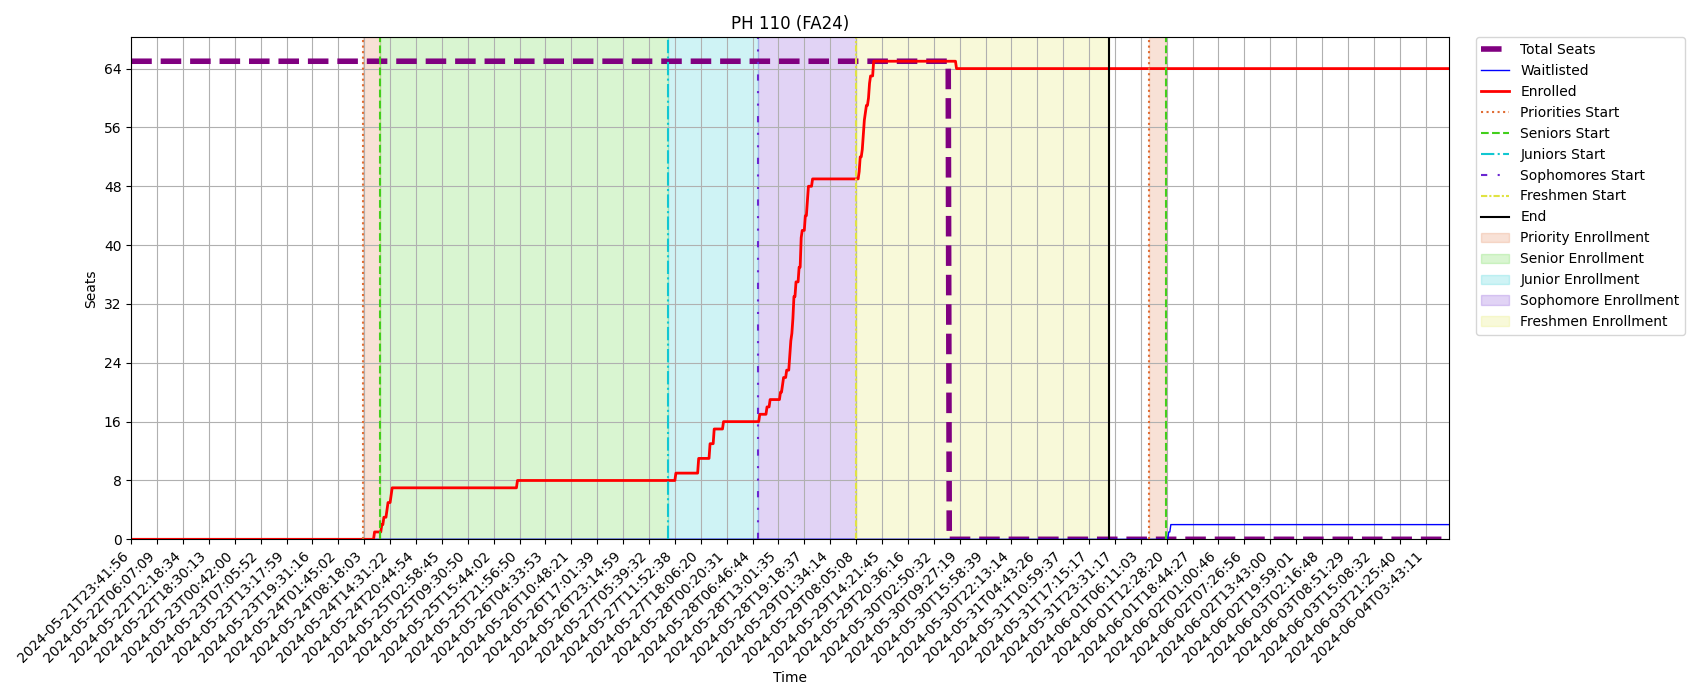 PH 110 (FA24)
Seats
64
56
48
40
32
24
16
8
0
2024-05-21T23:41:56
2024-05-22T06:07:09
2024-05-22T12:18:34
2024-05-22T18:30:13
2024-05-23T00:42:00
2024-05-23T07:05:52
2024-05-23T13:17:59
2024-05-23T19:31:16
2024-05-24T01:45:02
2024-05-24T08:18:03
2024-05-24T14:31:22
2024-05-24T20:44:54
2024-05-25T02:58:45
2024-05-25T09:30:50
2024-05-25T15:44:02
2024-05-25T21:56:50
2024-05-26T04:33:53
2024-05-26T10:48:21
2024-05-26T17:01:39
2024-05-26T23:14:59
2024-05-27T05:39:32
2024-05-27T11:52:38
2024-05-27T18:06:20
2024-05-28T00:20:31
2024-05-28T06:46:44
2024-05-28T13:01:35
2024-05-28T19:18:37
2024-05-29T01:34:14
2024-05-29T08:05:08
2024-05-29T14:21:45
2024-05-29T20:36:16
2024-05-30T02:50:32
2024-05-30T09:27:19
2024-05-30T15:58:39
2024-05-30T22:13:14
2024-05-31T04:43:26
2024-05-31T10:59:37
2024-05-31T17:15:17
2024-05-31T23:31:17
2024-06-01T06:11:03
2024-06-01T12:28:20
2024-06-01T18:44:27
2024-06-02T01:00:46
2024-06-02T07:26:56
2024-06-02T13:43:00
2024-06-02T19:59:01
2024-06-03T02:16:48
2024-06-03T08:51:29
2024-06-03T15:08:32
2024-06-03T21:25:40
2024-06-04T03:43:11
Time
Total Seats
Waitlisted
Enrolled
Priorities Start
Seniors Start
Juniors Start
Sophomores Start
Freshmen Start
End
Priority Enrollment
Senior Enrollment
Junior Enrollment
Sophomore Enrollment
Freshmen Enrollment